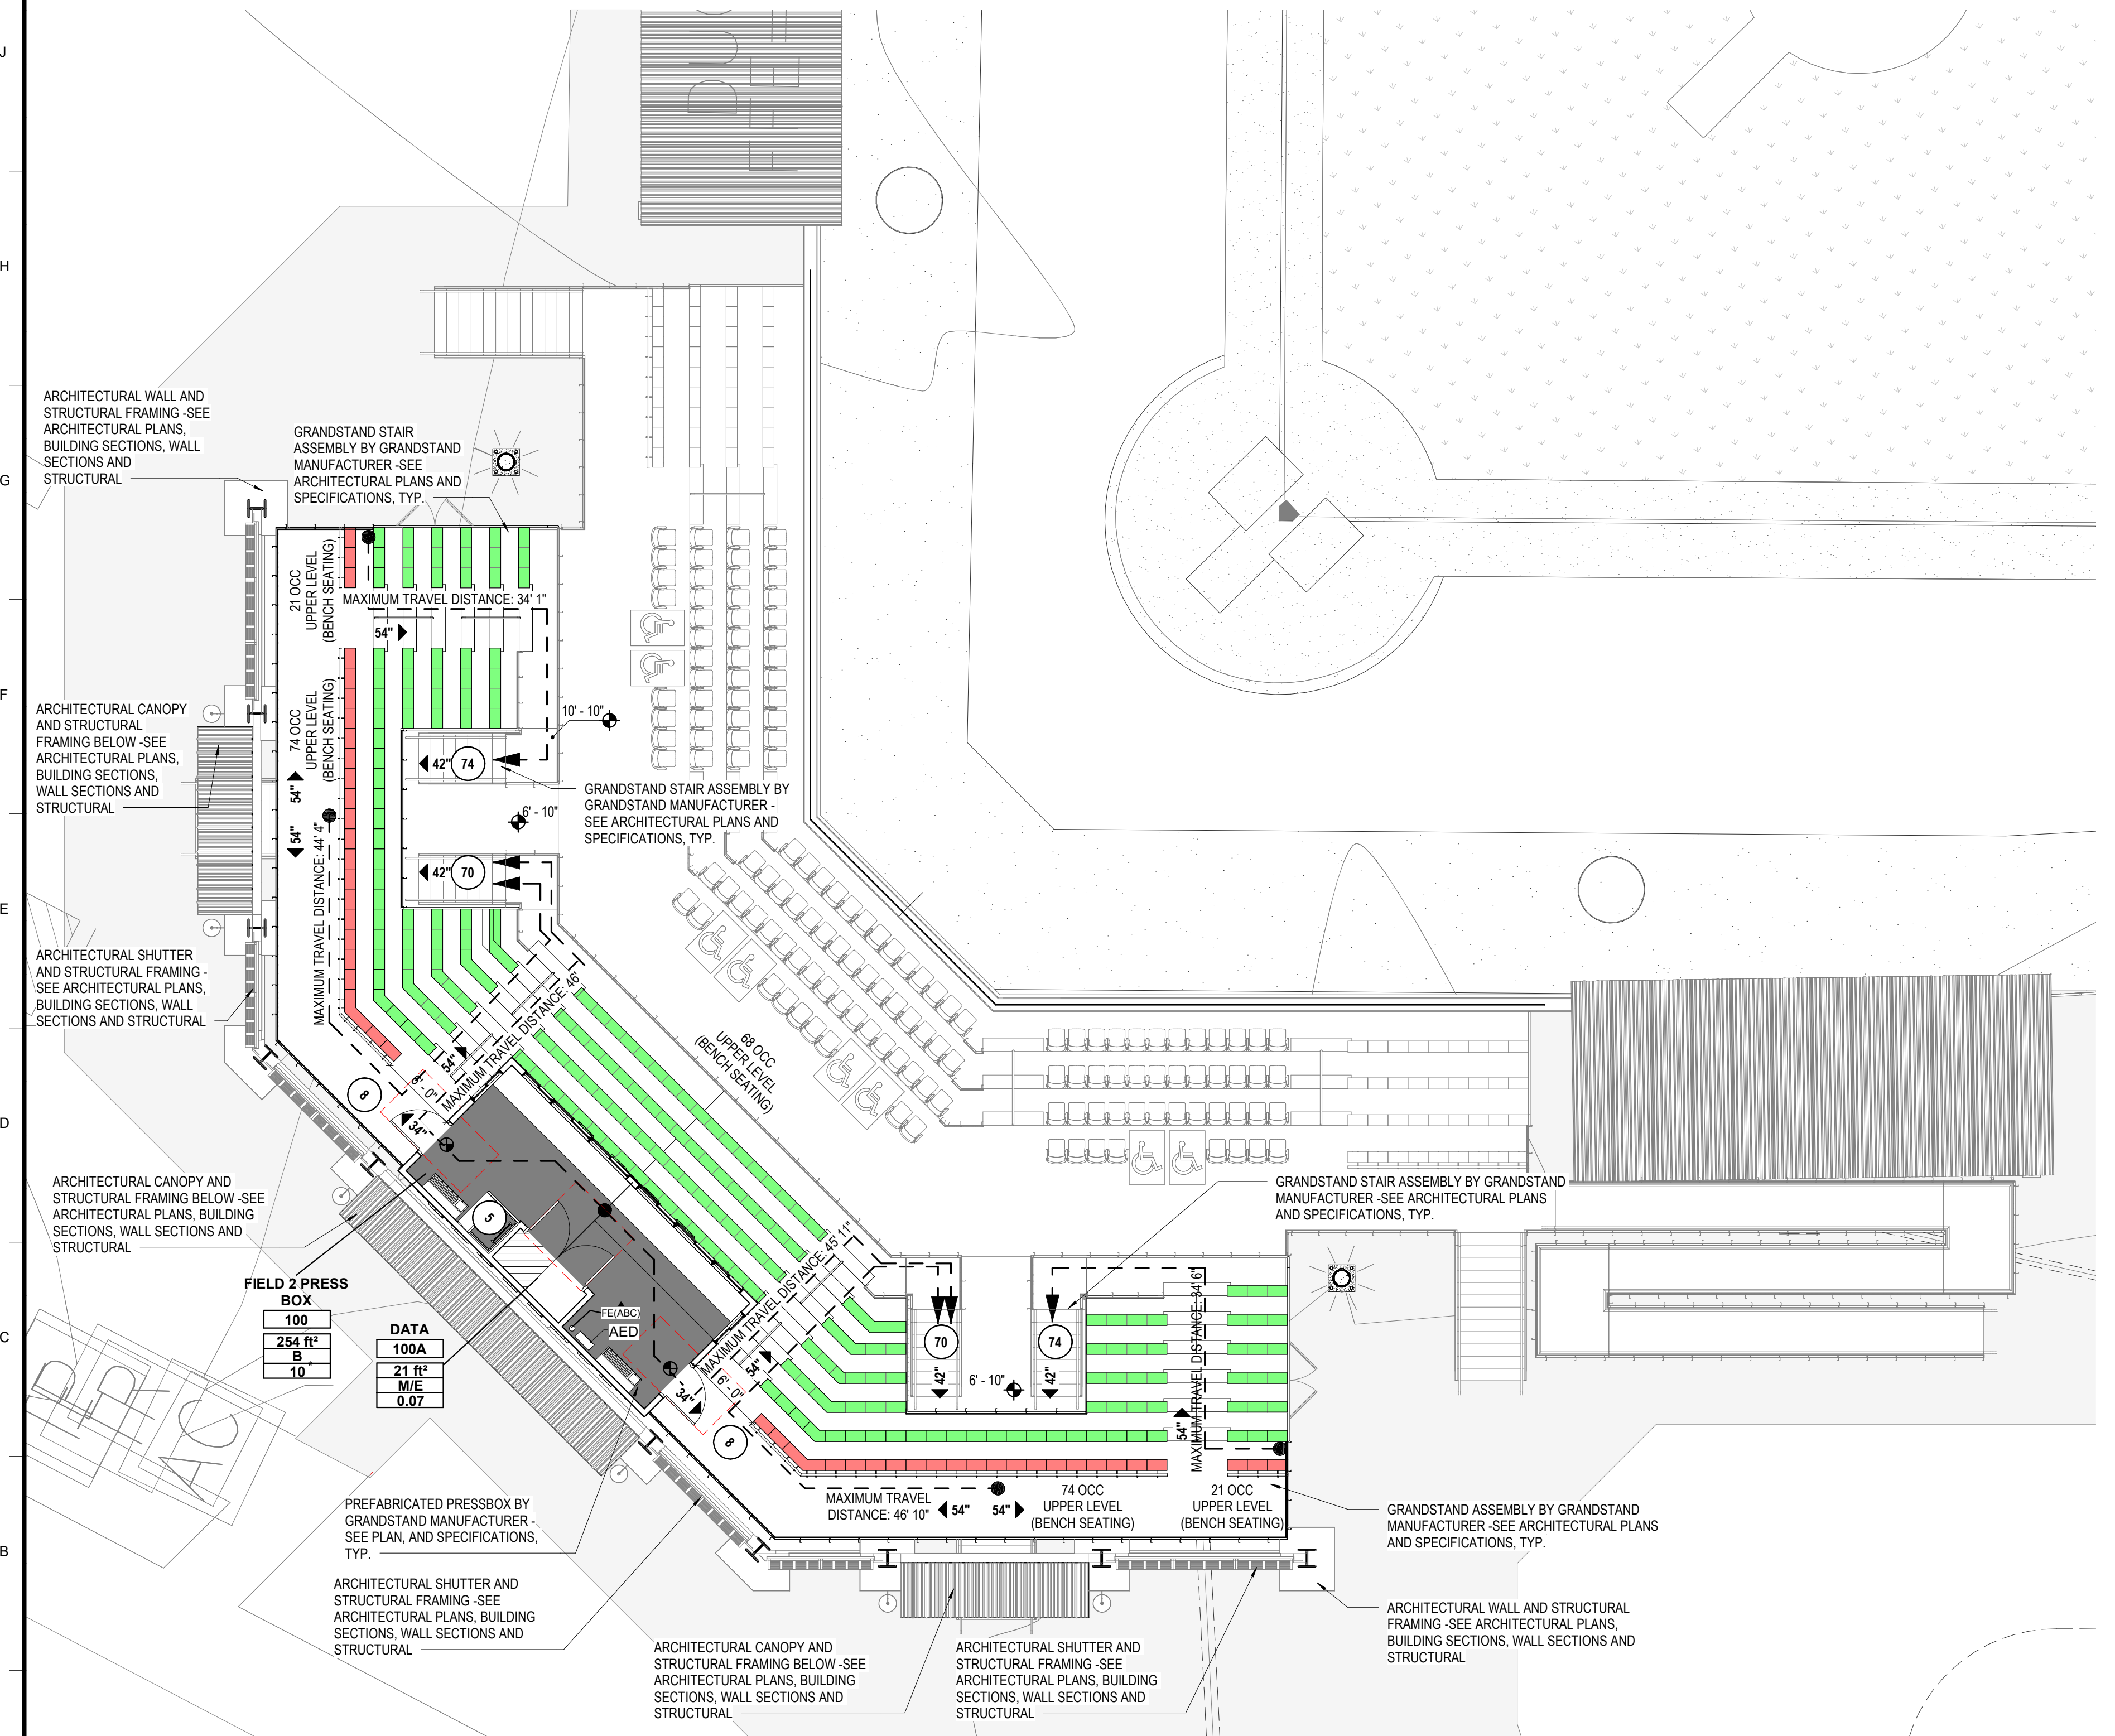 J
H
G
F
E
D
C
B
ARCHITECTURAL WALL AND
STRUCTURAL FRAMING -SEE
ARCHITECTURAL PLANS,
BUILDING SECTIONS, WALL
SECTIONS AND
STRUCTURAL
GRANDSTAND STAIR
ASSEMBLY BY GRANDSTAND
MANUFACTURER -SEE
ARCHITECTURAL PLANS AND
SPECIFICATIONS, TYP.
21 OCC
UPPER LEVEL
(BENCH SEATING)
MAXIMUM TRAVEL DISTANCE: 34' 1"
54"
74 OCC
UPPER LEVEL
(BENCH SEATING)
ARCHITECTURAL CANOPY
AND STRUCTURAL
FRAMING BELOW -SEE
ARCHITECTURAL PLANS,
BUILDING SECTIONS,
WALL SECTIONS AND
STRUCTURAL
54"
54"
MAXIMUM TRAVEL DISTANCE: 44' 4"
10' - 10"
42"
74
6' - 10"
42"
70
GRANDSTAND STAIR ASSEMBLY BY
GRANDSTAND MANUFACTURER -
SEE ARCHITECTURAL PLANS AND
SPECIFICATIONS, TYP.
ARCHITECTURAL SHUTTER
AND STRUCTURAL FRAMING -
SEE ARCHITECTURAL PLANS,
BUILDING SECTIONS, WALL
SECTIONS AND STRUCTURAL
MAXIMUM TRAVEL DISTANCE: 46'
54"
68 OCC
UPPER LEVEL
(BENCH SEATING)
8
34"
5
ARCHITECTURAL CANOPY AND
STRUCTURAL FRAMING BELOW -SEE
ARCHITECTURAL PLANS, BUILDING
SECTIONS, WALL SECTIONS AND
STRUCTURAL
FIELD 2 PRESS
BOX
100
254 ft²
B
10
*
DATA
100A
21 ft²
M/E
0.07
FE(ABC)
AED
MAXIMUM TRAVEL DISTANCE: 45' 11"
54"
6' - 0"
34"
8
GRANDSTAND STAIR ASSEMBLY BY GRANDSTAND
MANUFACTURER -SEE ARCHITECTURAL PLANS
AND SPECIFICATIONS, TYP.
70
42"
6' - 10"
74
42"
MAXIMUM TRAVEL DISTANCE: 34' 6"
54"
MAXIMUM TRAVEL
DISTANCE: 46' 10"
54"
54"
74 OCC
UPPER LEVEL
(BENCH SEATING)
21 OCC
UPPER LEVEL
(BENCH SEATING)
PREFABRICATED PRESSBOX BY
GRANDSTAND MANUFACTURER -
SEE PLAN, AND SPECIFICATIONS,
TYP.
ARCHITECTURAL SHUTTER AND
STRUCTURAL FRAMING -SEE
ARCHITECTURAL PLANS, BUILDING
SECTIONS, WALL SECTIONS AND
STRUCTURAL
ARCHITECTURAL CANOPY AND
STRUCTURAL FRAMING BELOW -SEE
ARCHITECTURAL PLANS, BUILDING
SECTIONS, WALL SECTIONS AND
STRUCTURAL
ARCHITECTURAL SHUTTER AND
STRUCTURAL FRAMING -SEE
ARCHITECTURAL PLANS, BUILDING
SECTIONS, WALL SECTIONS AND
STRUCTURAL
GRANDSTAND ASSEMBLY BY GRANDSTAND
MANUFACTURER -SEE ARCHITECTURAL PLANS
AND SPECIFICATIONS, TYP.
ARCHITECTURAL WALL AND STRUCTURAL
FRAMING -SEE ARCHITECTURAL PLANS,
BUILDING SECTIONS, WALL SECTIONS AND
STRUCTURAL